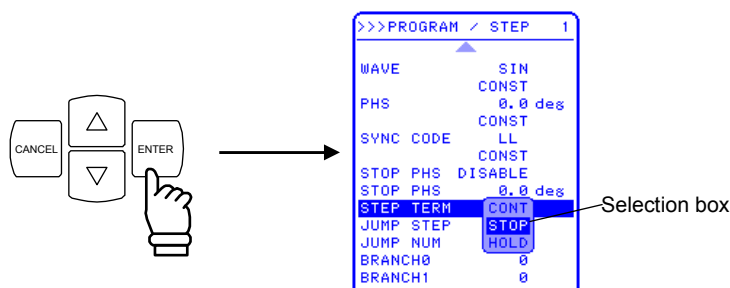 >>>PROGRAM / STEP 1
WAVE SIN
CONST
PHS 0.0 deg
CONST
SYNC CODE LL
CONST
STOP PHS DISABLE
STOP PHS 0.0 deg
STEP TERM CONT
JUMP STEP STOP
JUMP NUM HOLD
BRANCH0 0
BRANCH1 0
CANCEL
ENTER
Selection box